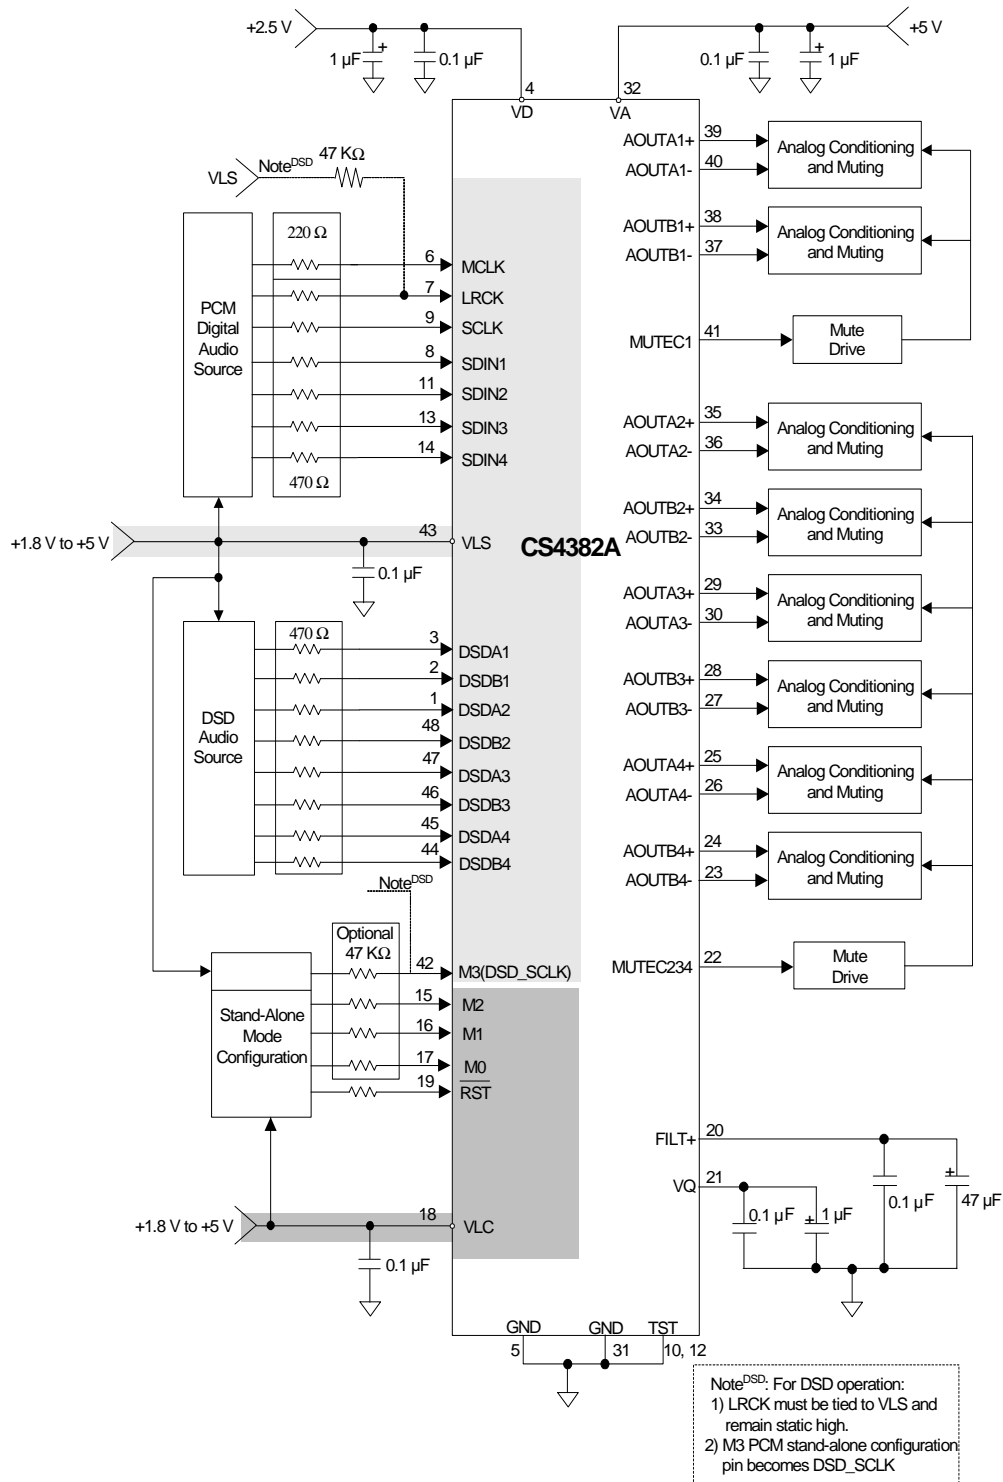 +2.5 V
+5 V
1 µF
+
0.1 µF
0.1 µF
+
1 µF
4
32
VD
VA
VLS
Note^DSD
47 KΩ
220 Ω
470 Ω
PCM
Digital
Audio
Source
6
MCLK
7
LRCK
9
SCLK
8
SDIN1
11
SDIN2
13
SDIN3
14
SDIN4
+1.8 V to +5 V
43
VLS
0.1 µF
CS4382A
DSD
Audio
Source
470 Ω
3
DSDA1
2
DSDB1
1
DSDA2
48
DSDB2
47
DSDA3
46
DSDB3
45
DSDA4
44
DSDB4
Note^DSD
Optional
47 KΩ
Stand-Alone
Mode
Configuration
42
M3(DSD_SCLK)
15
M2
16
M1
17
M0
19
RST
+1.8 V to +5 V
18
VLC
0.1 µF
AOUTA1+
39
AOUTA1-
40
Analog Conditioning
and Muting
AOUTB1+
38
AOUTB1-
37
Analog Conditioning
and Muting
MUTEC1
41
Mute
Drive
AOUTA2+
35
AOUTA2-
36
Analog Conditioning
and Muting
AOUTB2+
34
AOUTB2-
33
Analog Conditioning
and Muting
AOUTA3+
29
AOUTA3-
30
Analog Conditioning
and Muting
AOUTB3+
28
AOUTB3-
27
Analog Conditioning
and Muting
AOUTA4+
25
AOUTA4-
26
Analog Conditioning
and Muting
AOUTB4+
24
AOUTB4-
23
Analog Conditioning
and Muting
MUTEC234
22
Mute
Drive
FILT+
20
VQ
21
0.1 µF
+
1 µF
0.1 µF
+
47 µF
GND
GND
TST
5
31
10, 12
Note^DSD: For DSD operation:
1) LRCK must be tied to VLS and
remain static high.
2) M3 PCM stand-alone configuration
pin becomes DSD_SCLK